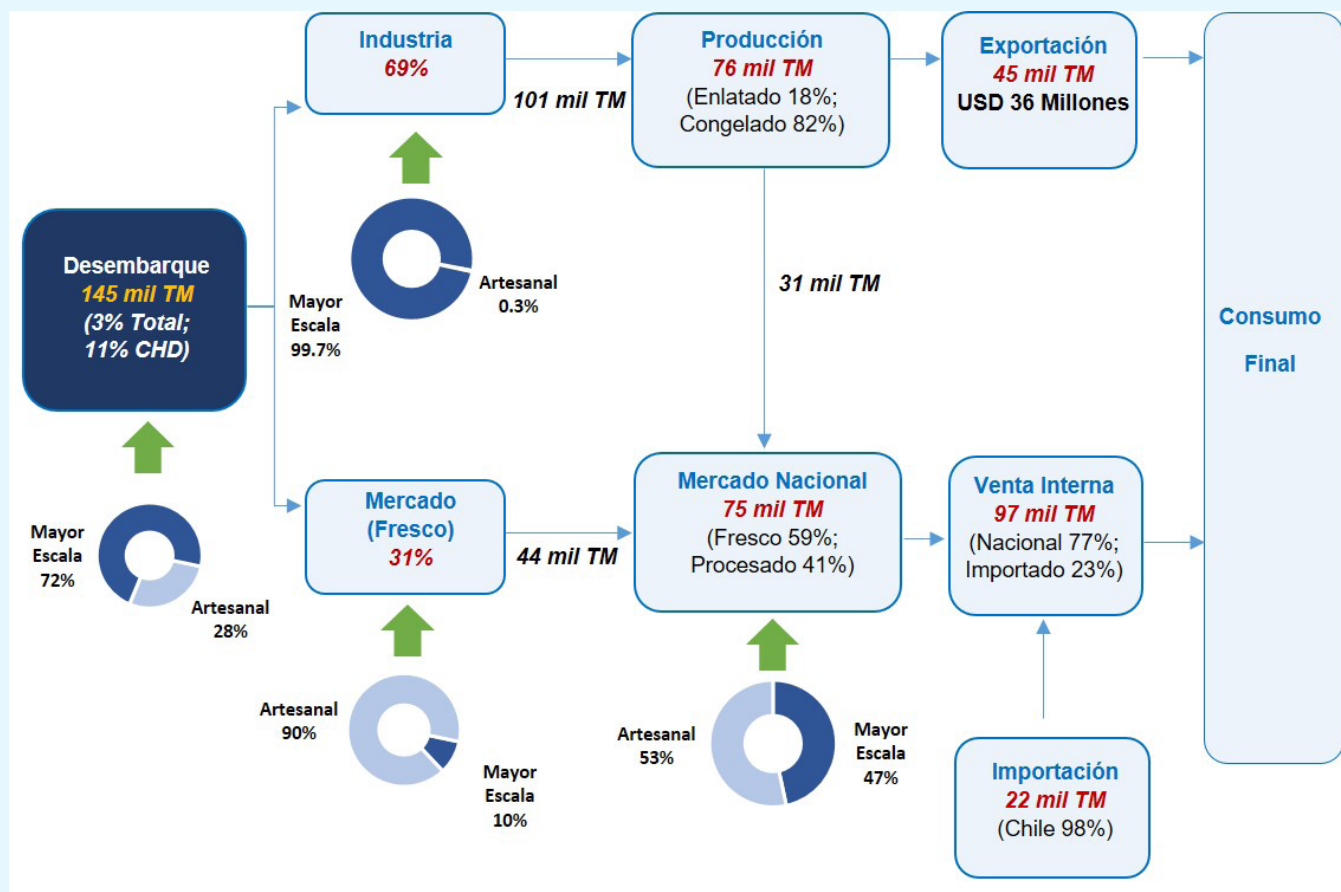 Industria
69%
101 mil TM
Producción
76 mil TM
(Enlatado 18%;
Congelado 82%)
Exportación
45 mil TM
USD 36 Millones
Desembarque
145 mil TM
(3% Total;
11% CHD)
Mayor
Escala
99.7%
Artesanal
0.3%
31 mil TM
Consumo
Final
Mayor
Escala
72%
Artesanal
28%
Mercado
(Fresco)
31%
44 mil TM
Mercado Nacional
75 mil TM
(Fresco 59%;
Procesado 41%)
Venta Interna
97 mil TM
(Nacional 77%;
Importado 23%)
Artesanal
90%
Mayor
Escala
10%
Artesanal
53%
Mayor
Escala
47%
Importación
22 mil TM
(Chile 98%)